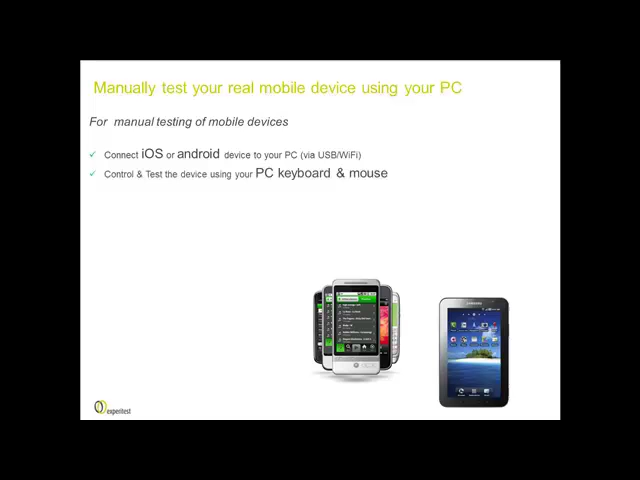 Manually test your real mobile device using your PC
For manual testing of mobile devices
✓ Connect iOS or android device to your PC (via USB/WiFi)
✓ Control & Test the device using your PC keyboard & mouse
SAMSUNG
experitest